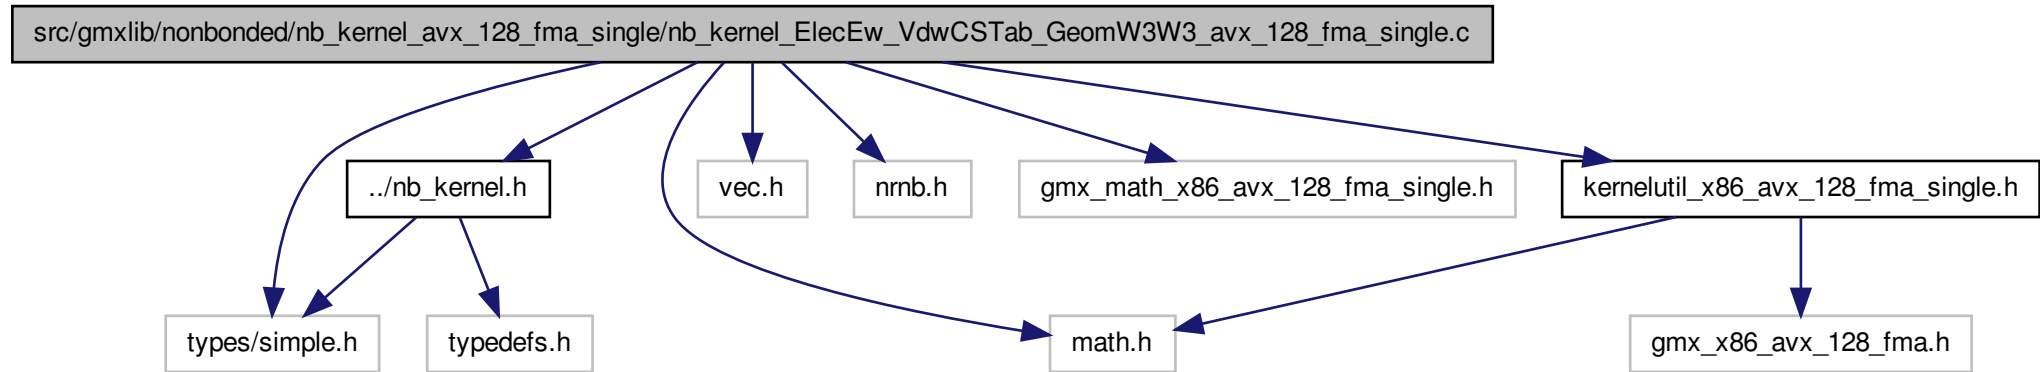 src/gmxlib/nonbonded/nb_kernel_avx_128_fma_single/nb_kernel_ElecEw_VdwCSTab_GeomW3W3_avx_128_fma_single.c
../nb_kernel.h
vec.h
nrnb.h
gmx_math_x86_avx_128_fma_single.h
kernelutil_x86_avx_128_fma_single.h
types/simple.h
typedefs.h
math.h
gmx_x86_avx_128_fma.h